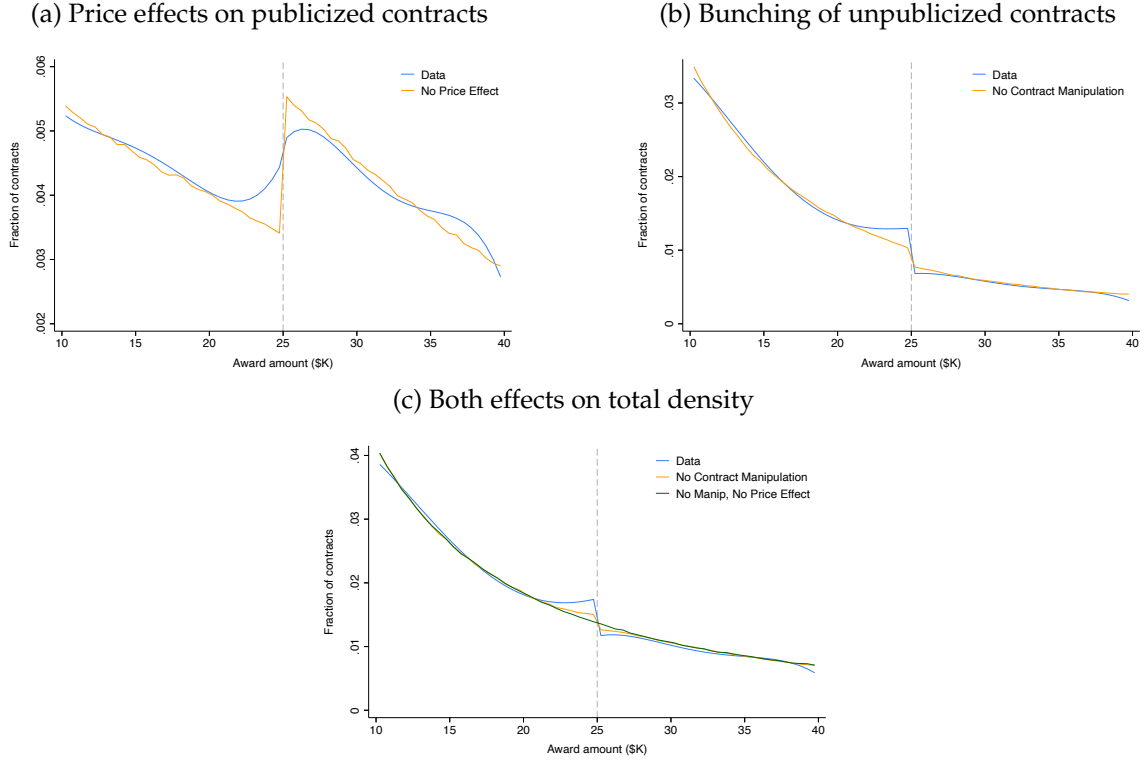 (a) Price effects on publicized contracts
Fraction of contracts
.006
.005
.004
.003
.002
Data
No Price Effect
10 15 20 25 30 35 40
Award amount ($K)
(b) Bunching of unpublicized contracts
Fraction of contracts
.03
.02
.01
0
Data
No Contract Manipulation
10 15 20 25 30 35 40
Award amount ($K)
(c) Both effects on total density
Fraction of contracts
.04
.03
.02
.01
0
Data
No Contract Manipulation
No Manip, No Price Effect
10 15 20 25 30 35 40
Award amount ($K)